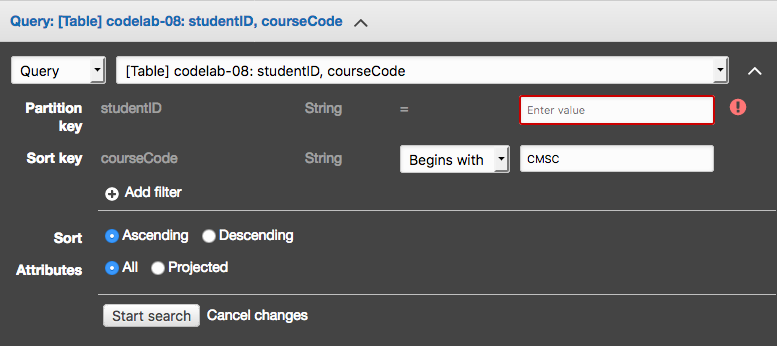 Query: [Table] codelab-08: studentID, courseCode
Query [Table] codelab-08: studentID, courseCode
Partition key studentID String = Enter value
Sort key courseCode String Begins with CMSC
Add filter
Sort Ascending Descending
Attributes All Projected
Start search Cancel changes